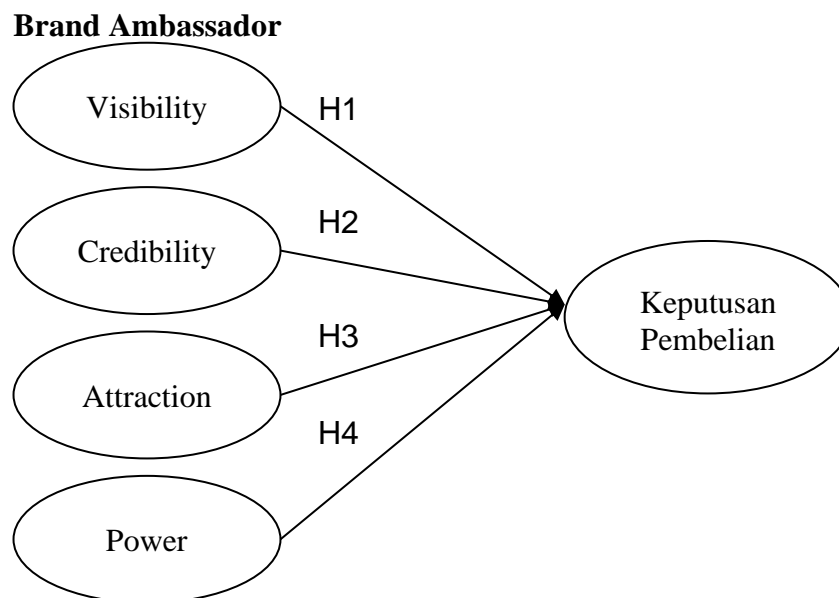 Brand Ambassador
Visibility
H1
Credibility
H2
Attraction
H3
Power
H4
Keputusan
Pembelian